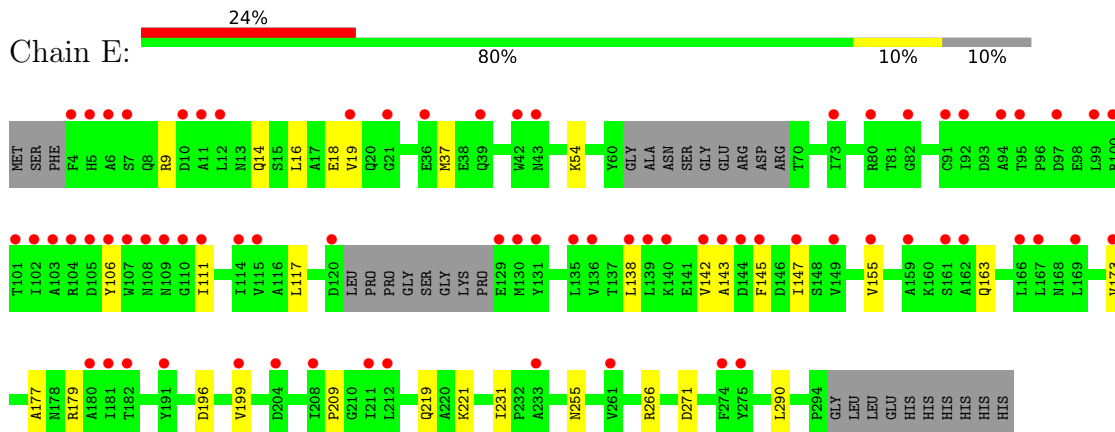 24%
Chain E:
80% 10% 10%
MET SER PHE F4 H5 A6 S7 Q8 R9 D10 A11 L12 N13 Q14 S15 L16 A17 E18 V19 Q20 G21 E36 M37 E38 Q39 W42 N43 K54 Y60 GLY ALA ASN SER GLY GLU ARG ASP ARG T70 I73 R80 T81 G82 C91 I92 D93 A94 T95 P96 D97 E98 L99
T101 I102 A103 R104 D105 Y106 W107 N108 N109 G110 I111 I114 V115 A116 L117 D120 LEU PRO PRO GLY SER GLY LYS PRO E129 M130 Y131 L135 V136 T137 L138 L139 K140 E141 V142 A143 D144 F145 D146 I147 S148 V149 V155 A159 K160 S161 A162 Q163 L166 L167 N168 L169
A177 N178 R179 A180 I181 T182 Y191 D196 V199 D204 I208 P209 G210 I211 L212 Q219 A220 K221 I231 P232 A233 N255 V261 R266 D271 F274 Y275 L290 P294 GLY LEU LEU GLU HIS HIS HIS HIS HIS HIS